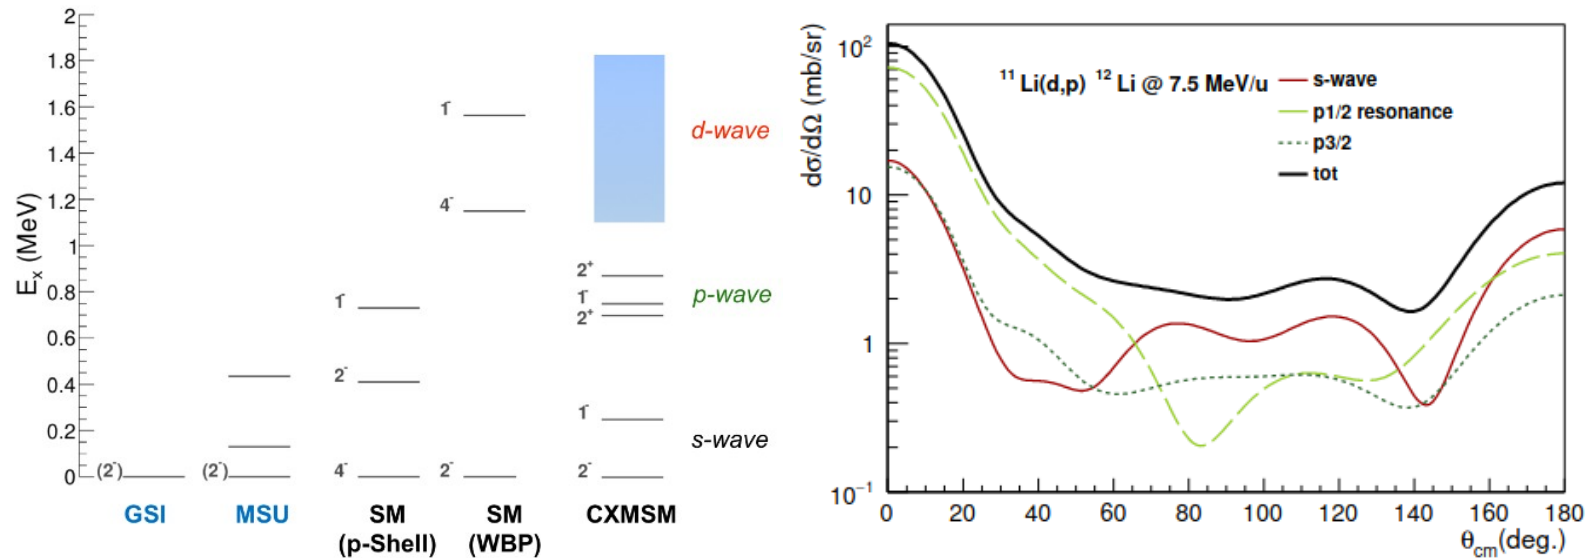 2
1.8
1.6
1.4
1.2
1
0.8
0.6
0.4
0.2
0
Eₓ (MeV)
(2⁻)
GSI
(2⁻)
MSU
1⁻
2⁻
4⁻
SM
(p-Shell)
1⁻
4⁻
2⁻
SM
(WBP)
2⁺
1⁻
2⁺
1⁻
2⁻
CXMSM
d-wave
p-wave
s-wave
dσ/dΩ (mb/sr)
10²
10
1
10⁻¹
¹¹Li(d,p) ¹²Li @ 7.5 MeV/u
s-wave
p1/2 resonance
p3/2
tot
0 20 40 60 80 100 120 140 160 180
θcm(deg.)